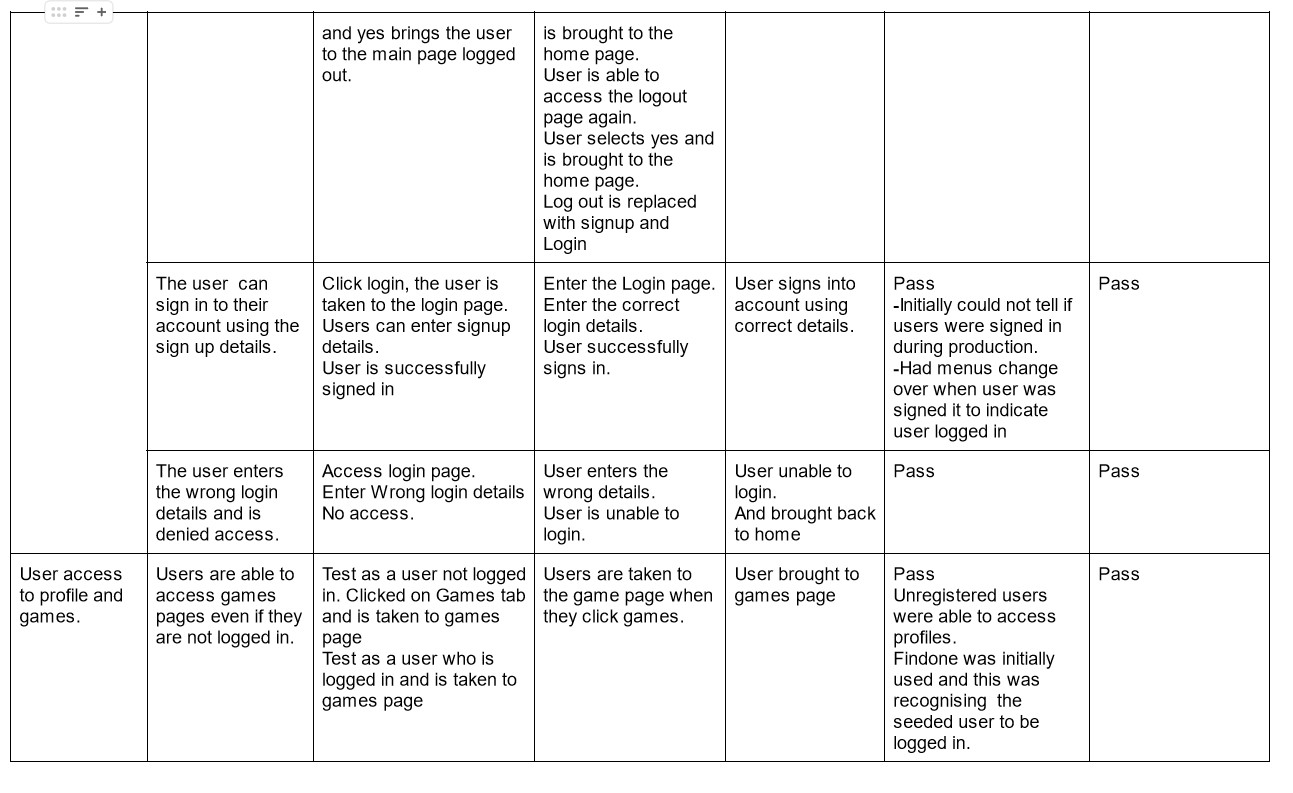 and yes brings the user
to the main page logged
out.
is brought to the
home page.
User is able to
access the logout
page again.
User selects yes and
is brought to the
home page.
Log out is replaced
with signup and
Login
The user  can
sign in to their
account using the
sign up details.
Click login, the user is
taken to the login page.
Users can enter signup
details.
User is successfully
signed in
Enter the Login page.
Enter the correct
login details.
User successfully
signs in.
User signs into
account using
correct details.
Pass
-Initially could not tell if
users were signed in
during production.
-Had menus change
over when user was
signed it to indicate
user logged in
Pass
The user enters
the wrong login
details and is
denied access.
Access login page.
Enter Wrong login details
No access.
User enters the
wrong details.
User is unable to
login.
User unable to
login.
And brought back
to home
Pass
Pass
User access
to profile and
games.
Users are able to
access games
pages even if they
are not logged in.
Test as a user not logged
in. Clicked on Games tab
and is taken to games
page
Test as a user who is
logged in and is taken to
games page
Users are taken to
the game page when
they click games.
User brought to
games page
Pass
Unregistered users
were able to access
profiles.
Findone was initially
used and this was
recognising  the
seeded user to be
logged in.
Pass